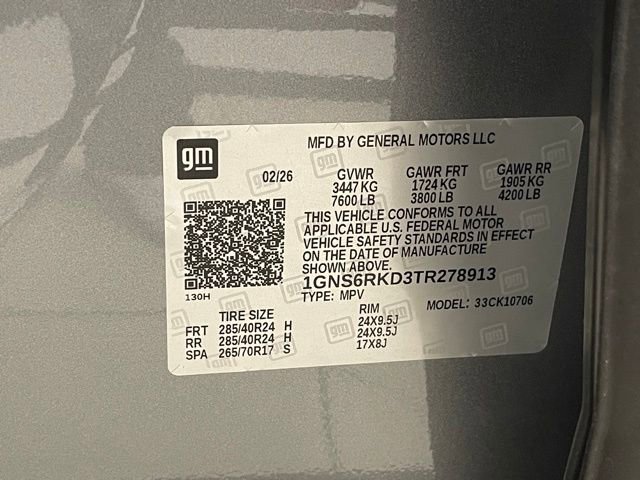 gm
MFD BY GENERAL MOTORS LLC
02/26 GVWR GAWR FRT GAWR RR
3447 KG 1724 KG 1905 KG
7600 LB 3800 LB 4200 LB
THIS VEHICLE CONFORMS TO ALL
APPLICABLE U.S. FEDERAL MOTOR
VEHICLE SAFETY STANDARDS IN EFFECT
ON THE DATE OF MANUFACTURE
SHOWN ABOVE.
1GNS6RKD3TR278913
130H
TYPE: MPV MODEL: 33CK10706
TIRE SIZE RIM
FRT 285/40R24 H 24X9.5J
RR 285/40R24 H 24X9.5J
SPA 265/70R17 S 17X8J